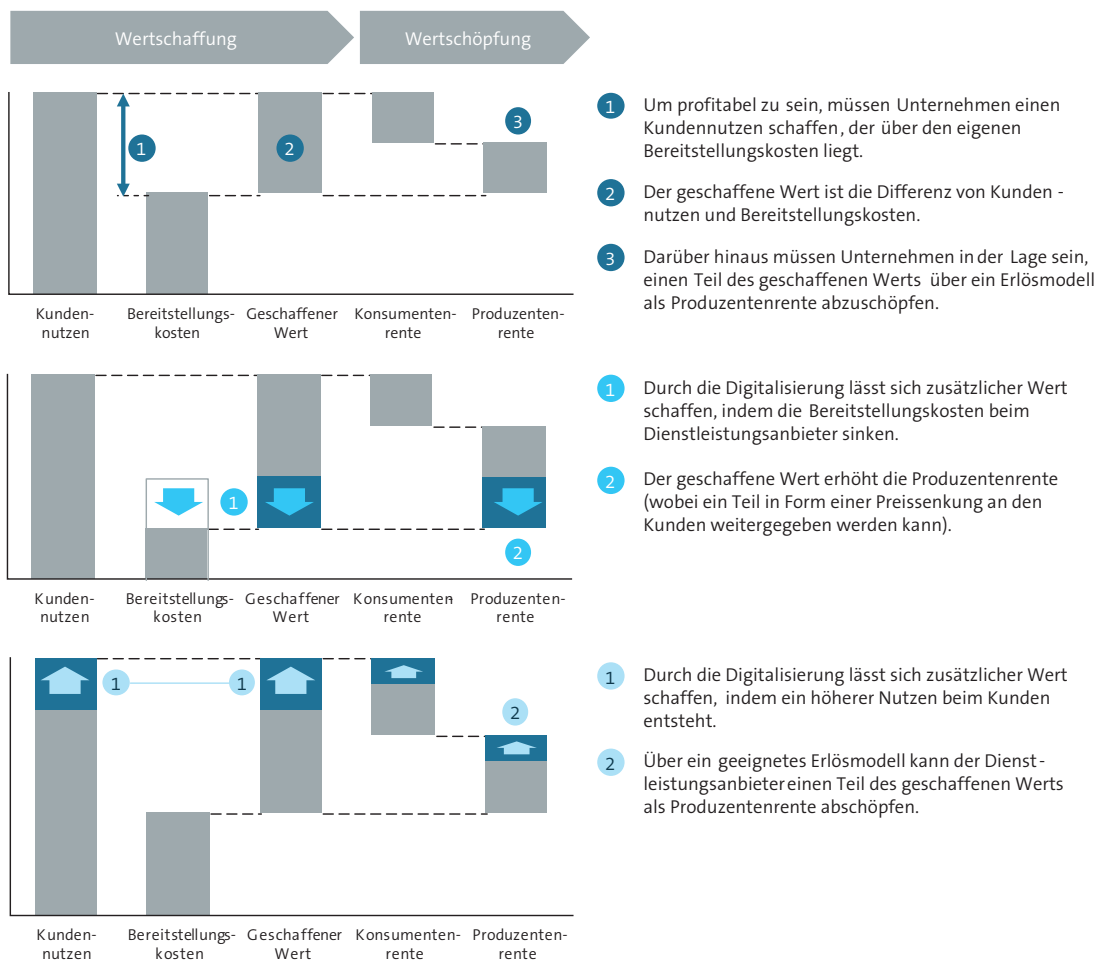 Wertschaffung
Wertschöpfung
1
2
3
Kunden-
nutzen
Bereitstellungs-
kosten
Geschaffener
Wert
Konsumenten-
rente
Produzenten-
rente
1
Um profitabel zu sein, müssen Unternehmen einen
Kundennutzen schaffen, der über den eigenen
Bereitstellungskosten liegt.
2
Der geschaffene Wert ist die Differenz von Kunden -
nutzen und Bereitstellungskosten.
3
Darüber hinaus müssen Unternehmen in der Lage sein,
einen Teil des geschaffenen Werts über ein Erlösmodell
als Produzentenrente abzuschöpfen.
1
2
Kunden-
nutzen
Bereitstellungs-
kosten
Geschaffener
Wert
Konsumenten-
rente
Produzenten-
rente
1
Durch die Digitalisierung lässt sich zusätzlicher Wert
schaffen, indem die Bereitstellungskosten beim
Dienstleistungsanbieter sinken.
2
Der geschaffene Wert erhöht die Produzentenrente
(wobei ein Teil in Form einer Preissenkung an den
Kunden weitergegeben werden kann).
1
1
2
Kunden-
nutzen
Bereitstellungs-
kosten
Geschaffener
Wert
Konsumenten-
rente
Produzenten-
rente
1
Durch die Digitalisierung lässt sich zusätzlicher Wert
schaffen, indem ein höherer Nutzen beim Kunden
entsteht.
2
Über ein geeignetes Erlösmodell kann der Dienst -
leistungsanbieter einen Teil des geschaffenen Werts
als Produzentenrente abschöpfen.